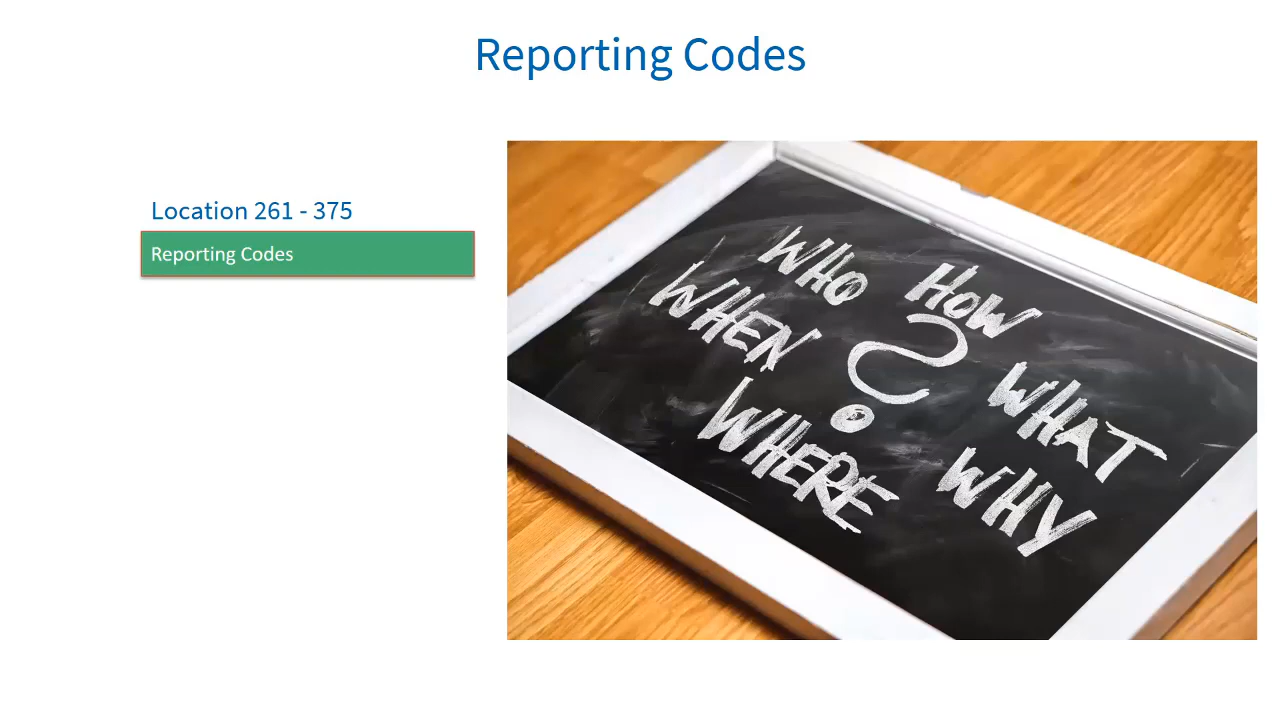 Reporting Codes
Location 261 - 375
Reporting Codes
WHO HOW
WHEN ? WHAT
WHERE WHY